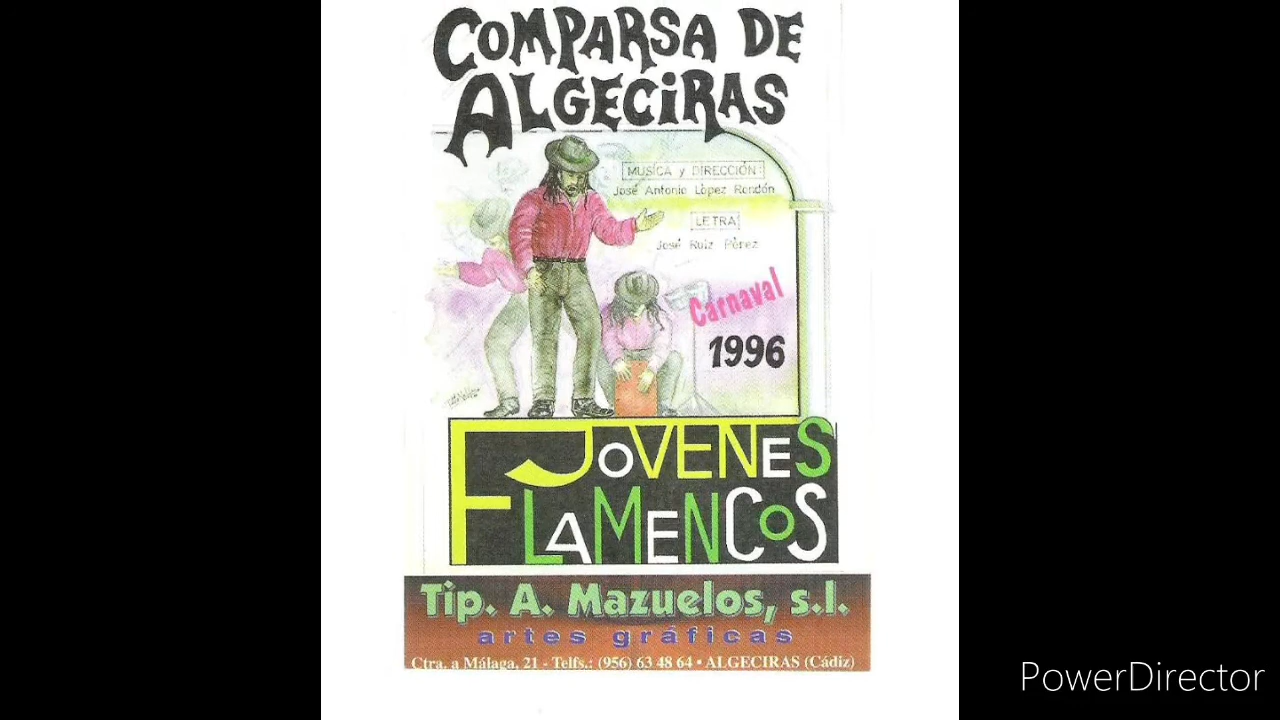 COMPARSA DE
ALGECIRAS
MUSICA y DIRECCIÓN:
José Antonio López Rondón
LETRA
José Ruiz Pérez
Carnaval
1996
JOVENES
FLAMENCOS
Tip. A. Mazuelos, s.l.
artes gráficas
Ctra. a Málaga, 21 - Telfs.: (956) 63 48 64 • ALGECIRAS (Cádiz)
PowerDirector